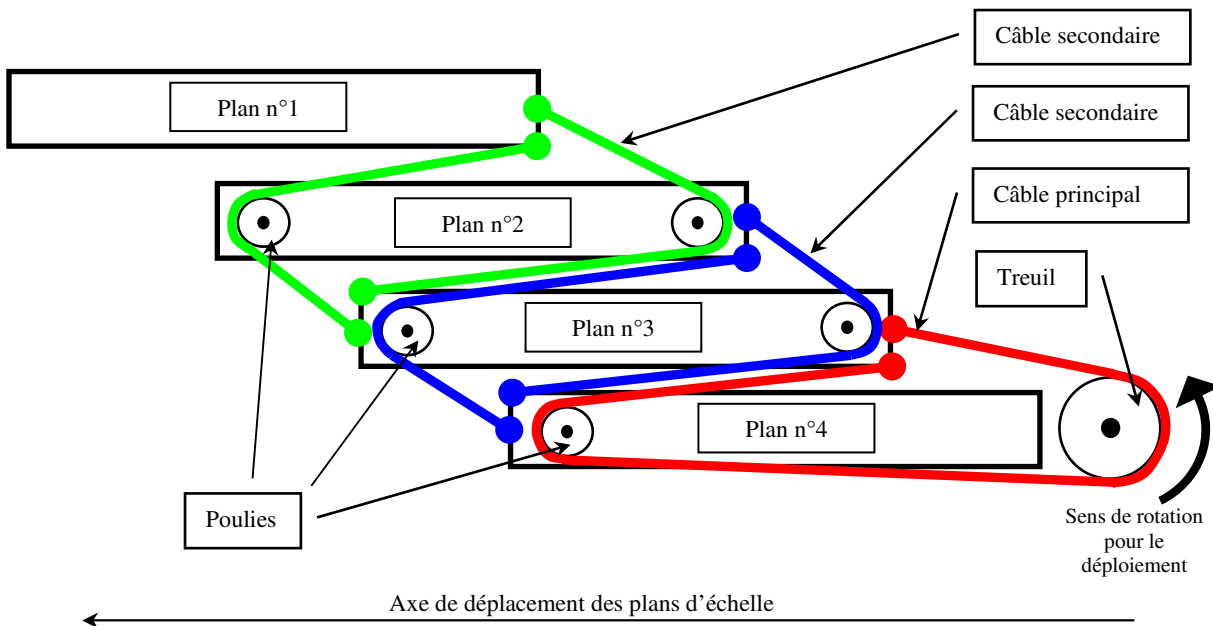 Câble secondaire
Plan n°1
Câble secondaire
Câble principal
Plan n°2
Treuil
Plan n°3
Plan n°4
Poulies
Sens de rotation
pour le
déploiement
Axe de déplacement des plans d'échelle